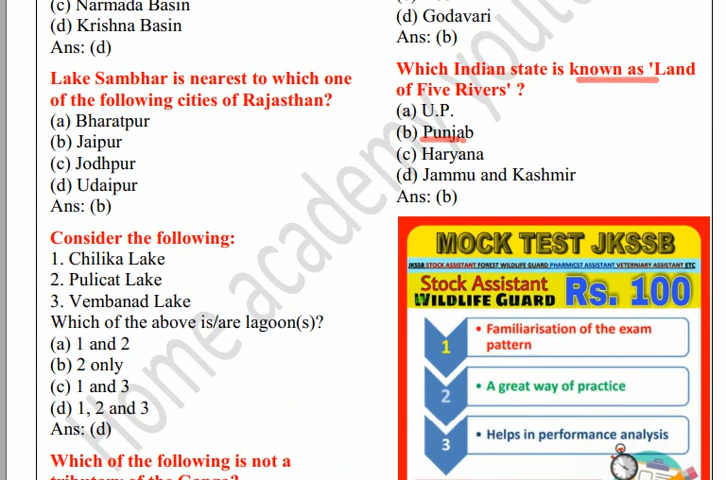 (c) Narmada Basin
(d) Krishna Basin
Ans: (d)
Lake Sambhar is nearest to which one
of the following cities of Rajasthan?
(a) Bharatpur
(b) Jaipur
(c) Jodhpur
(d) Udaipur
Ans: (b)
Consider the following:
1. Chilika Lake
2. Pulicat Lake
3. Vembanad Lake
Which of the above is/are lagoon(s)?
(a) 1 and 2
(b) 2 only
(c) 1 and 3
(d) 1, 2 and 3
Ans: (d)
Which of the following is not a
tributary of the Ganga?
(d) Godavari
Ans: (b)
Which Indian state is known as 'Land
of Five Rivers' ?
(a) U.P.
(b) Punjab
(c) Haryana
(d) Jammu and Kashmir
Ans: (b)
MOCK TEST JKSSB
JKSSB STOCK ASSISTANT FOREST WILDLIFE GUARD PHARMICST ASSISTANT VETERNIARY ASSISTANT ETC
Stock Assistant
WILDLIFE GUARD Rs. 100
1 • Familiarisation of the exam
pattern
2 • A great way of practice
3 • Helps in performance analysis
Home academy